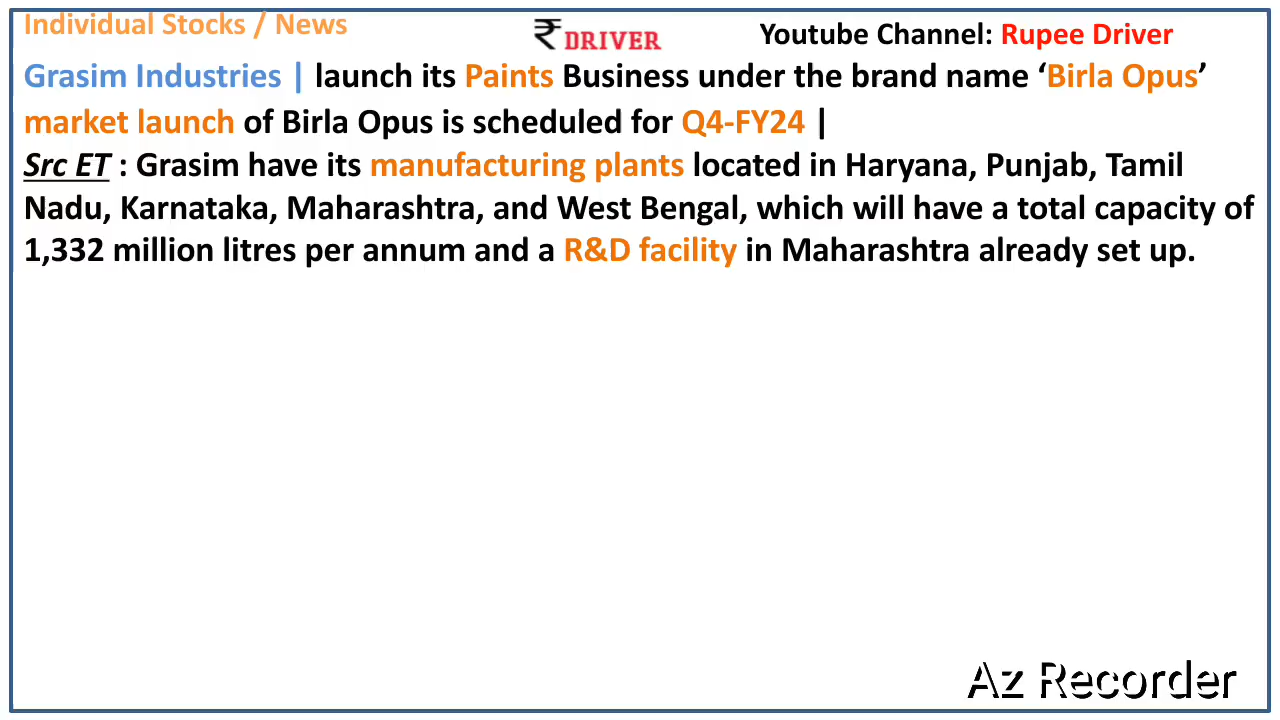 Individual Stocks / News
₹ DRIVER
Youtube Channel: Rupee Driver
Grasim Industries | launch its Paints Business under the brand name ‘Birla Opus’
market launch of Birla Opus is scheduled for Q4-FY24 |
Src ET : Grasim have its manufacturing plants located in Haryana, Punjab, Tamil
Nadu, Karnataka, Maharashtra, and West Bengal, which will have a total capacity of
1,332 million litres per annum and a R&D facility in Maharashtra already set up.
Az Recorder